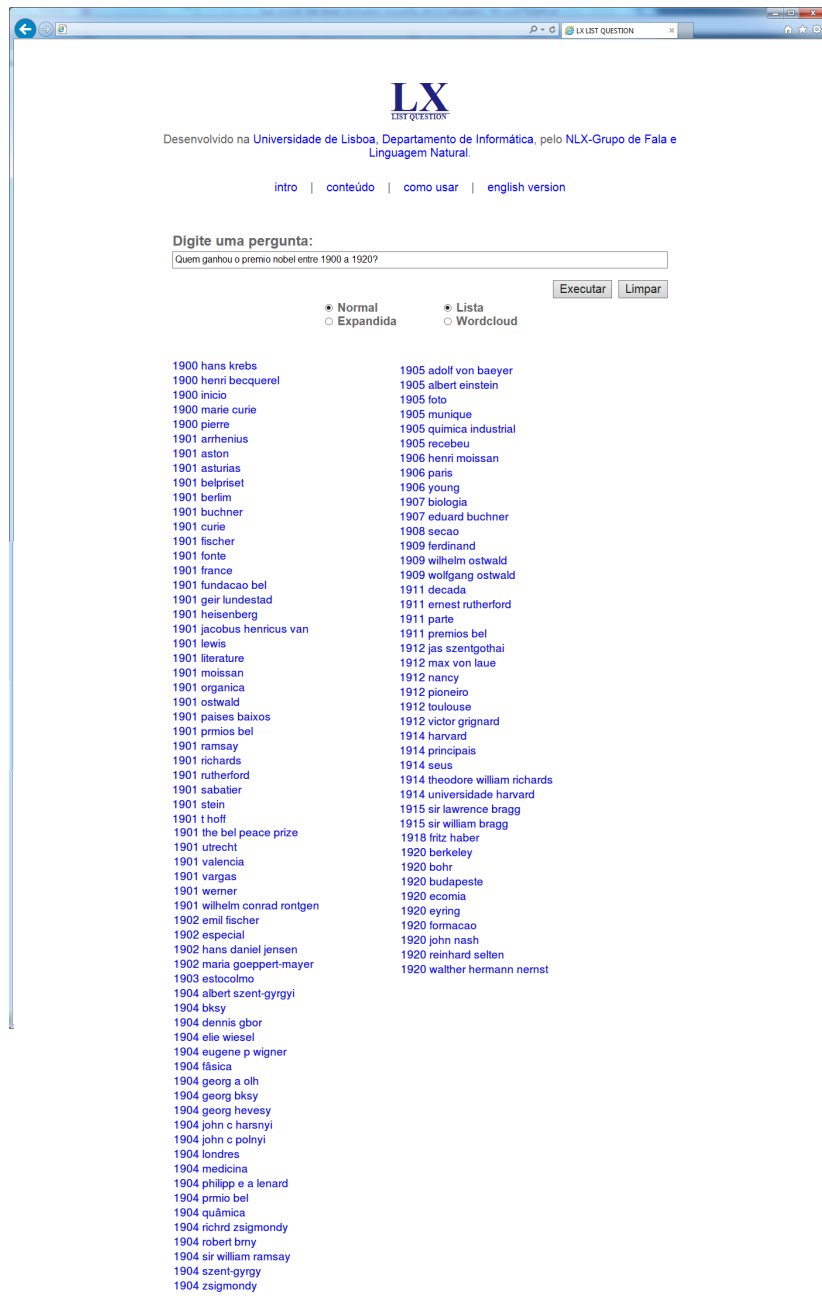 LX LIST QUESTION
LX
LIST QUESTION
Desenvolvido na Universidade de Lisboa, Departamento de Informática, pelo NLX-Grupo de Fala e
Linguagem Natural.
intro | conteúdo | como usar | english version
Digite uma pergunta:
Quem ganhou o premio nobel entre 1900 a 1920?
Executar Limpar
Normal Lista
Expandida Wordcloud
1900 hans krebs
1900 henri becquerel
1900 inicio
1900 marie curie
1900 pierre
1901 arrhenius
1901 aston
1901 asturias
1901 belpriset
1901 berlim
1901 buchner
1901 curie
1901 fischer
1901 fonte
1901 france
1901 fundacao bel
1901 geir lundestad
1901 heisenberg
1901 jacobus henricus van
1901 lewis
1901 literature
1901 moissan
1901 organica
1901 ostwald
1901 paises baixos
1901 prmios bel
1901 ramsay
1901 richards
1901 rutherford
1901 sabatier
1901 stein
1901 t hoff
1901 the bel peace prize
1901 utrecht
1901 valencia
1901 vargas
1901 werner
1901 wilhelm conrad rontgen
1902 emil fischer
1902 especial
1902 hans daniel jensen
1902 maria goeppert-mayer
1903 estocolmo
1904 albert szent-gyrgyi
1904 bksy
1904 dennis gbor
1904 elie wiesel
1904 eugene p wigner
1904 fâsica
1904 georg a olh
1904 georg bksy
1904 georg hevesy
1904 john c harsnyi
1904 john c polnyi
1904 londres
1904 medicina
1904 philipp e a lenard
1904 prmio bel
1904 quâmica
1904 richrd zsigmondy
1904 robert brny
1904 sir william ramsay
1904 szent-gyrgy
1904 zsigmondy
1905 adolf von baeyer
1905 albert einstein
1905 foto
1905 munique
1905 quimica industrial
1905 recebeu
1906 henri moissan
1906 paris
1906 young
1907 biologia
1907 eduard buchner
1908 secao
1909 ferdinand
1909 wilhelm ostwald
1909 wolfgang ostwald
1911 decada
1911 ernest rutherford
1911 parte
1911 premios bel
1912 jas szentgothai
1912 max von laue
1912 nancy
1912 pioneiro
1912 toulouse
1912 victor grignard
1914 harvard
1914 principais
1914 seus
1914 theodore william richards
1914 universidade harvard
1915 sir lawrence bragg
1915 sir william bragg
1918 fritz haber
1920 berkeley
1920 bohr
1920 budapeste
1920 ecomia
1920 eyring
1920 formacao
1920 john nash
1920 reinhard selten
1920 walther hermann nernst